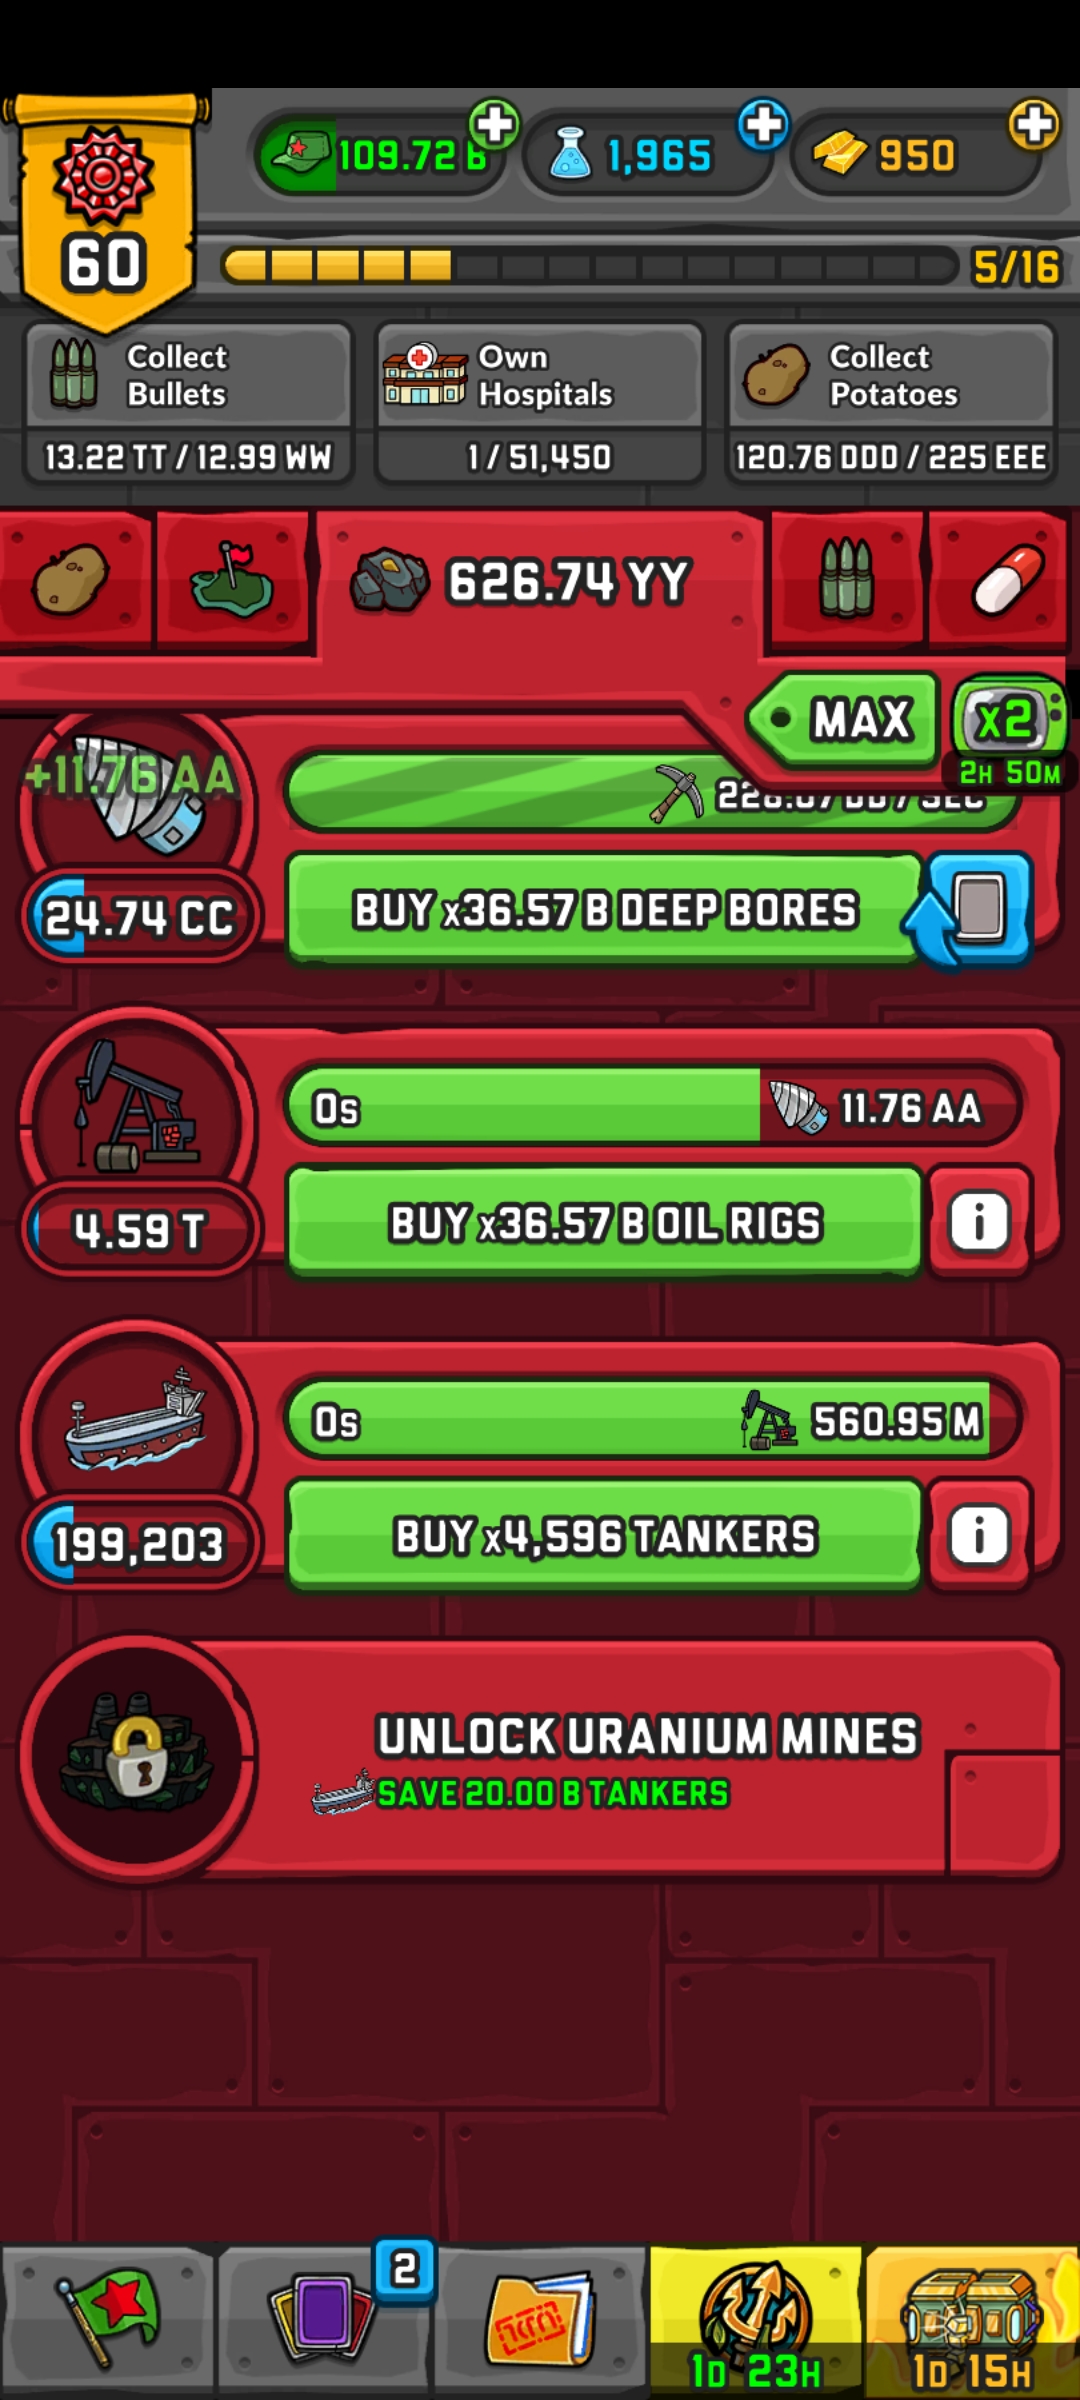 60
109.72 B
1,965
950
5/16
Collect
Bullets
13.22 TT / 12.99 WW
Own
Hospitals
1 / 51,450
Collect
Potatoes
120.76 DDD / 225 EEE
626.74 YY
MAX
x2
2H 50M
+11.76 AA
24.74 CC
BUY x36.57 B DEEP BORES
0s
11.76 AA
4.59 T
BUY x36.57 B OIL RIGS
i
0s
560.95 M
199,203
BUY x4,596 TANKERS
i
UNLOCK URANIUM MINES
SAVE 20.00 B TANKERS
2
1D 23H
1D 15H